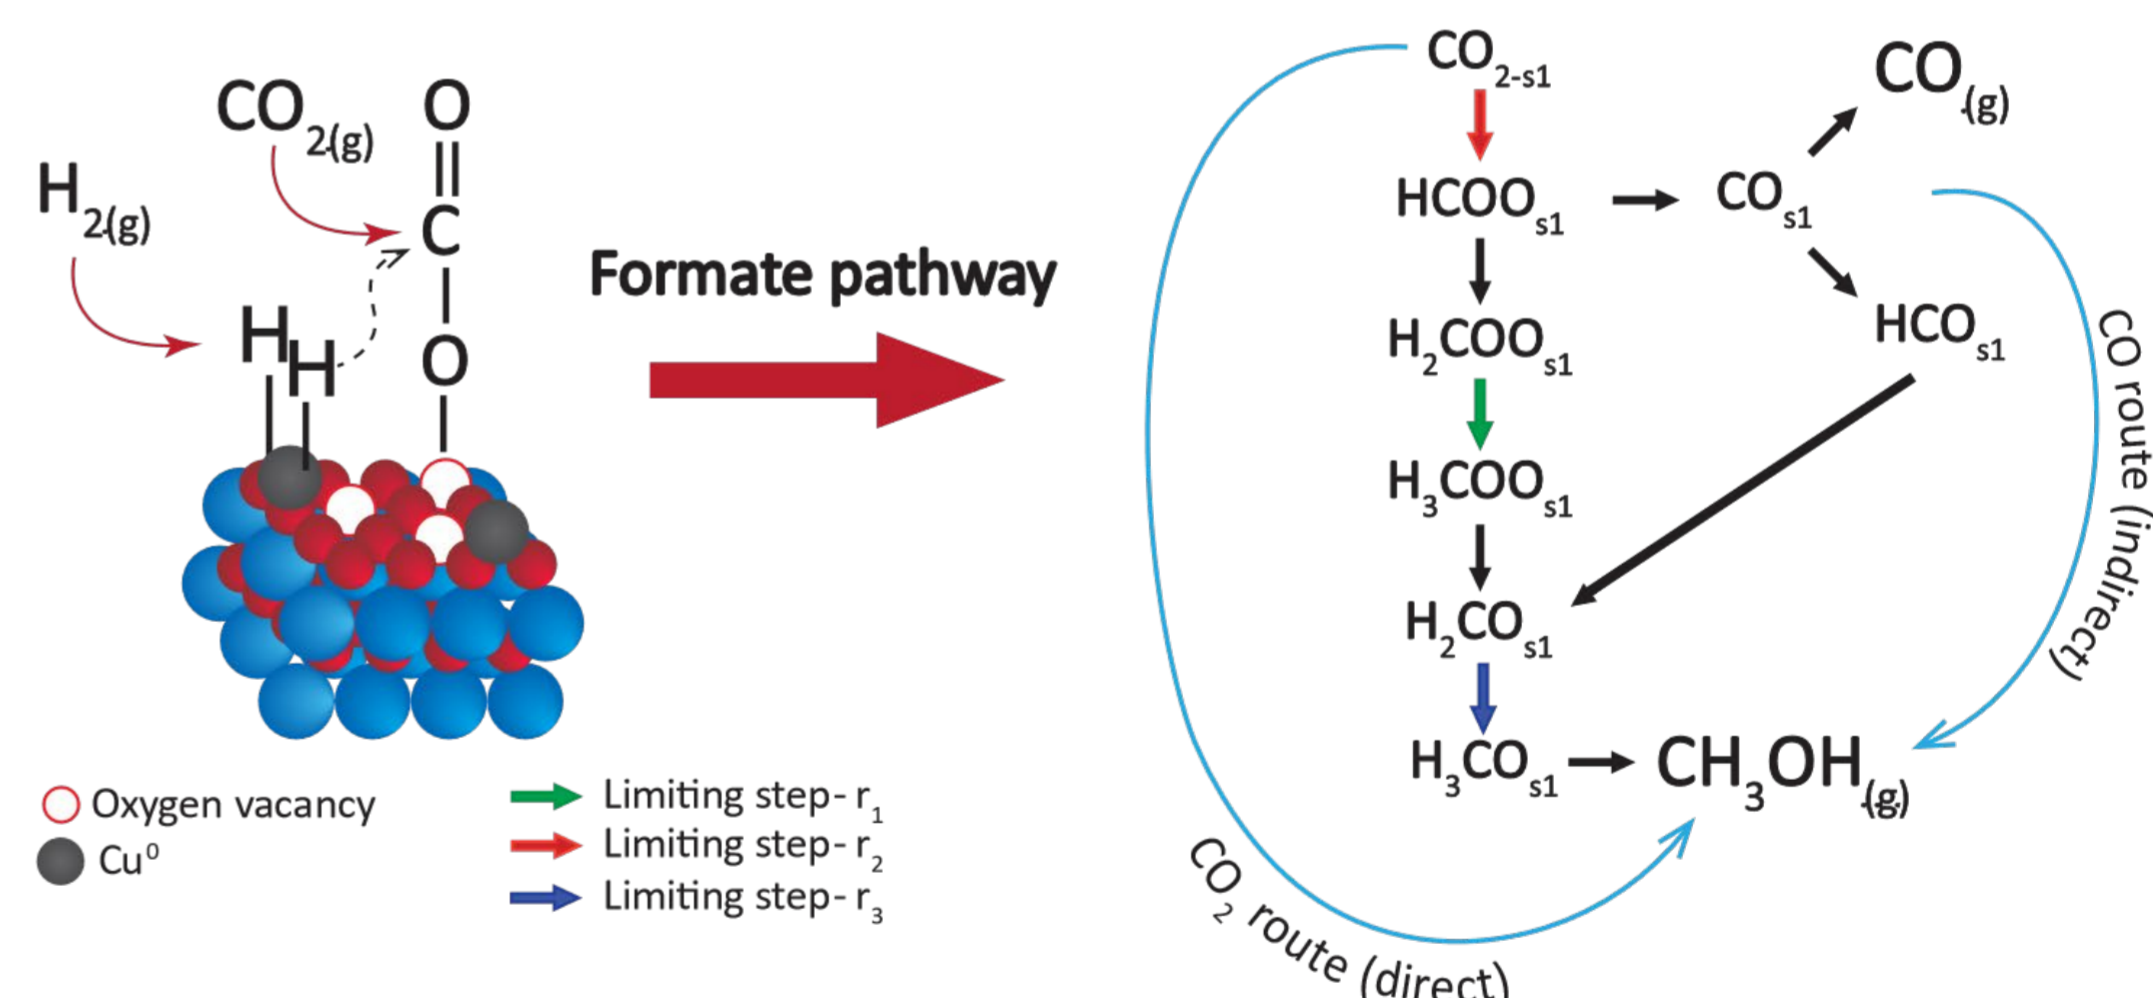 CO2(g)
H2(g)
O
C
O
H
H
Formate pathway
Oxygen vacancy
Cu0
Limiting step- r1
Limiting step- r2
Limiting step- r3
CO2-s1
HCOOs1
H2COOs1
H3COOs1
H2COs1
H3COs1
CH3OH(g)
COs1
CO(g)
HCOs1
CO route (indirect)
CO2 route (direct)